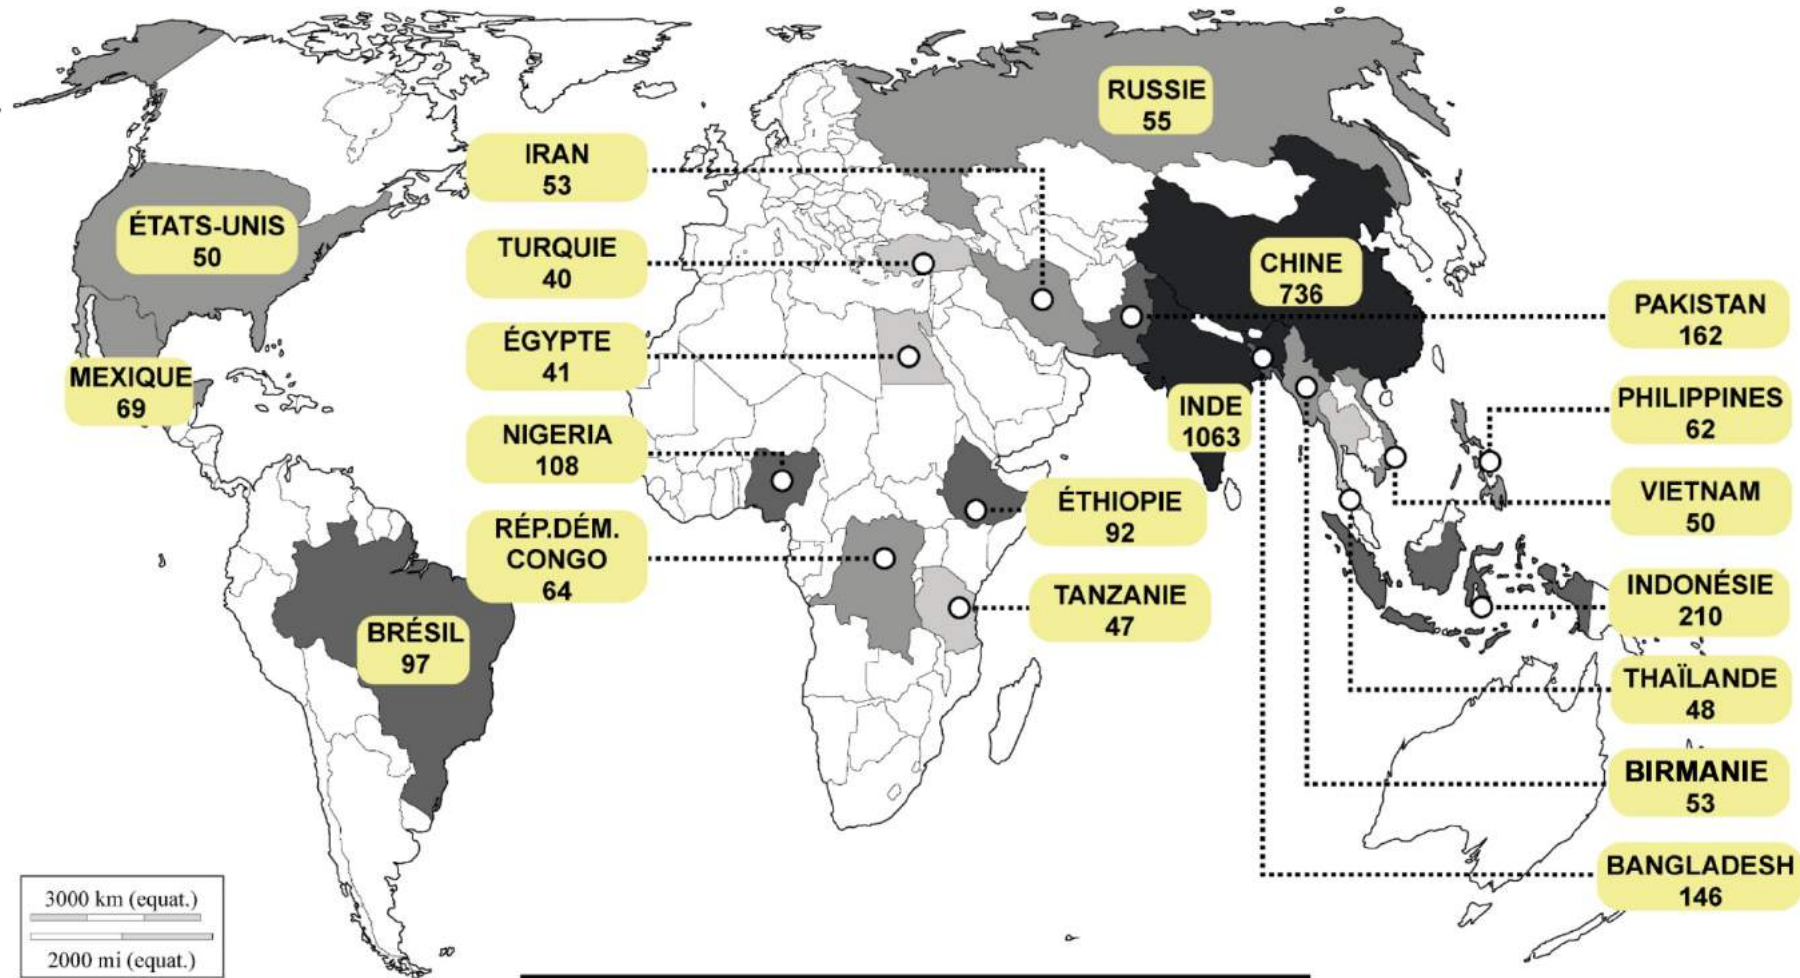 RUSSIE
55
IRAN
53
ÉTATS-UNIS
50
TURQUIE
40
CHINE
736
PAKISTAN
162
ÉGYPTE
41
MEXIQUE
69
PHILIPPINES
62
INDE
1063
NIGERIA
108
VIETNAM
50
ÉTHIOPIE
92
RÉP.DÉM.
CONGO
64
INDONÉSIE
210
TANZANIE
47
BRÉSIL
97
THAÏLANDE
48
BIRMANIE
53
BANGLADESH
146
3000 km (equat.)
2000 mi (equat.)